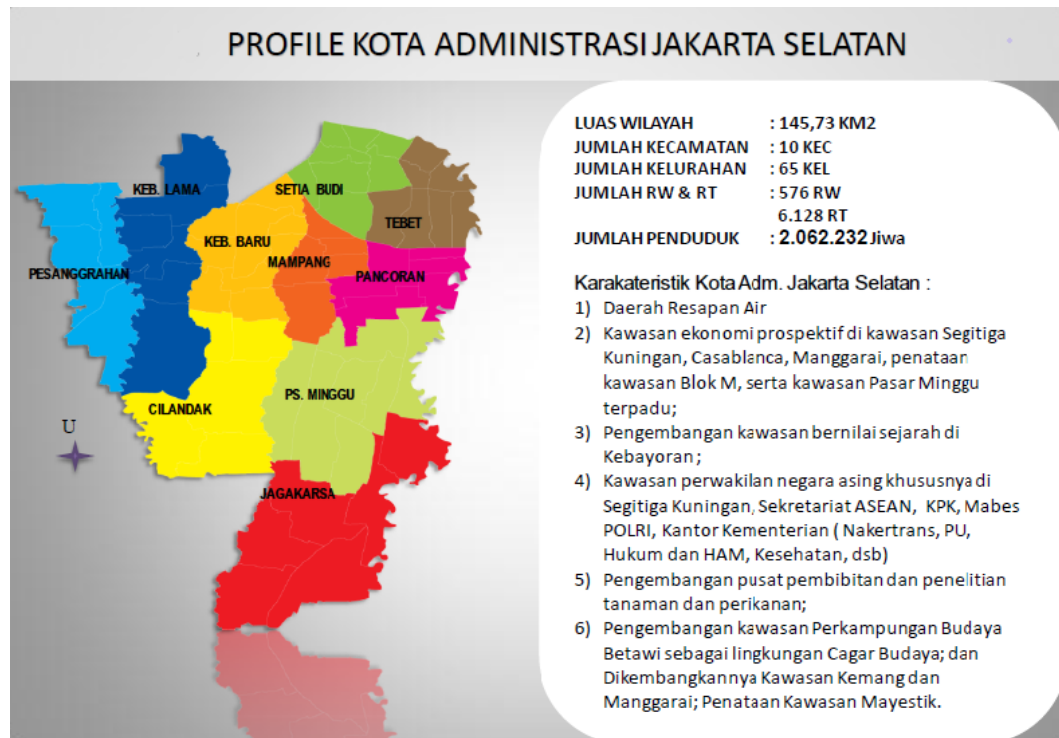 PROFILE KOTA ADMINISTRASI JAKARTA SELATAN
KEB. LAMA
SETIA BUDI
TEBET
KEB. BARU
MAMPANG
PESANGGRAHAN
PANCORAN
PS. MINGGU
CILANDAK
U
JAGAKARSA
LUAS WILAYAH : 145,73 KM2
JUMLAH KECAMATAN : 10 KEC
JUMLAH KELURAHAN : 65 KEL
JUMLAH RW & RT : 576 RW
6.128 RT
JUMLAH PENDUDUK : 2.062.232 Jiwa
Karakateristik Kota Adm. Jakarta Selatan :
1) Daerah Resapan Air
2) Kawasan ekonomi prospektif di kawasan Segitiga
Kuningan, Casablanca, Manggarai, penataan
kawasan Blok M, serta kawasan Pasar Minggu
terpadu;
3) Pengembangan kawasan bernilai sejarah di
Kebayoran ;
4) Kawasan perwakilan negara asing khususnya di
Segitiga Kuningan, Sekretariat ASEAN, KPK, Mabes
POLRI, Kantor Kementerian ( Nakertrans, PU,
Hukum dan HAM, Kesehatan, dsb)
5) Pengembangan pusat pembibitan dan penelitian
tanaman dan perikanan;
6) Pengembangan kawasan Perkampungan Budaya
Betawi sebagai lingkungan Cagar Budaya; dan
Dikembangkannya Kawasan Kemang dan
Manggarai; Penataan Kawasan Mayestik.